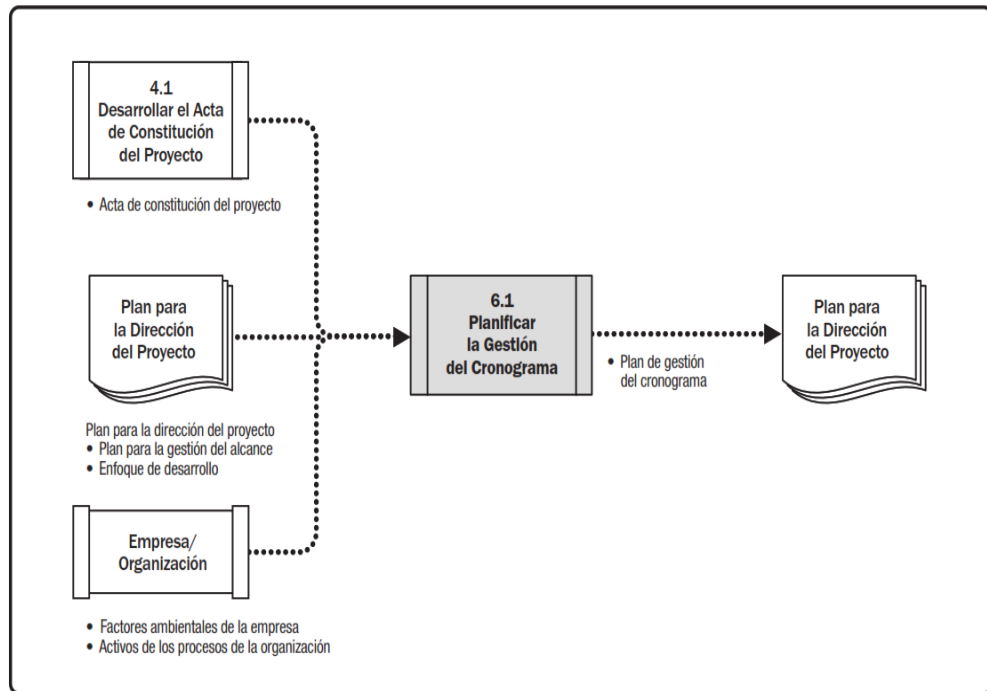 4.1
Desarrollar el Acta
de Constitución
del Proyecto
• Acta de constitución del proyecto
Plan para
la Dirección
del Proyecto
Plan para la dirección del proyecto
• Plan para la gestión del alcance
• Enfoque de desarrollo
Empresa/
Organización
• Factores ambientales de la empresa
• Activos de los procesos de la organización
6.1
Planificar
la Gestión
del Cronograma
• Plan de gestión
del cronograma
Plan para
la Dirección
del Proyecto